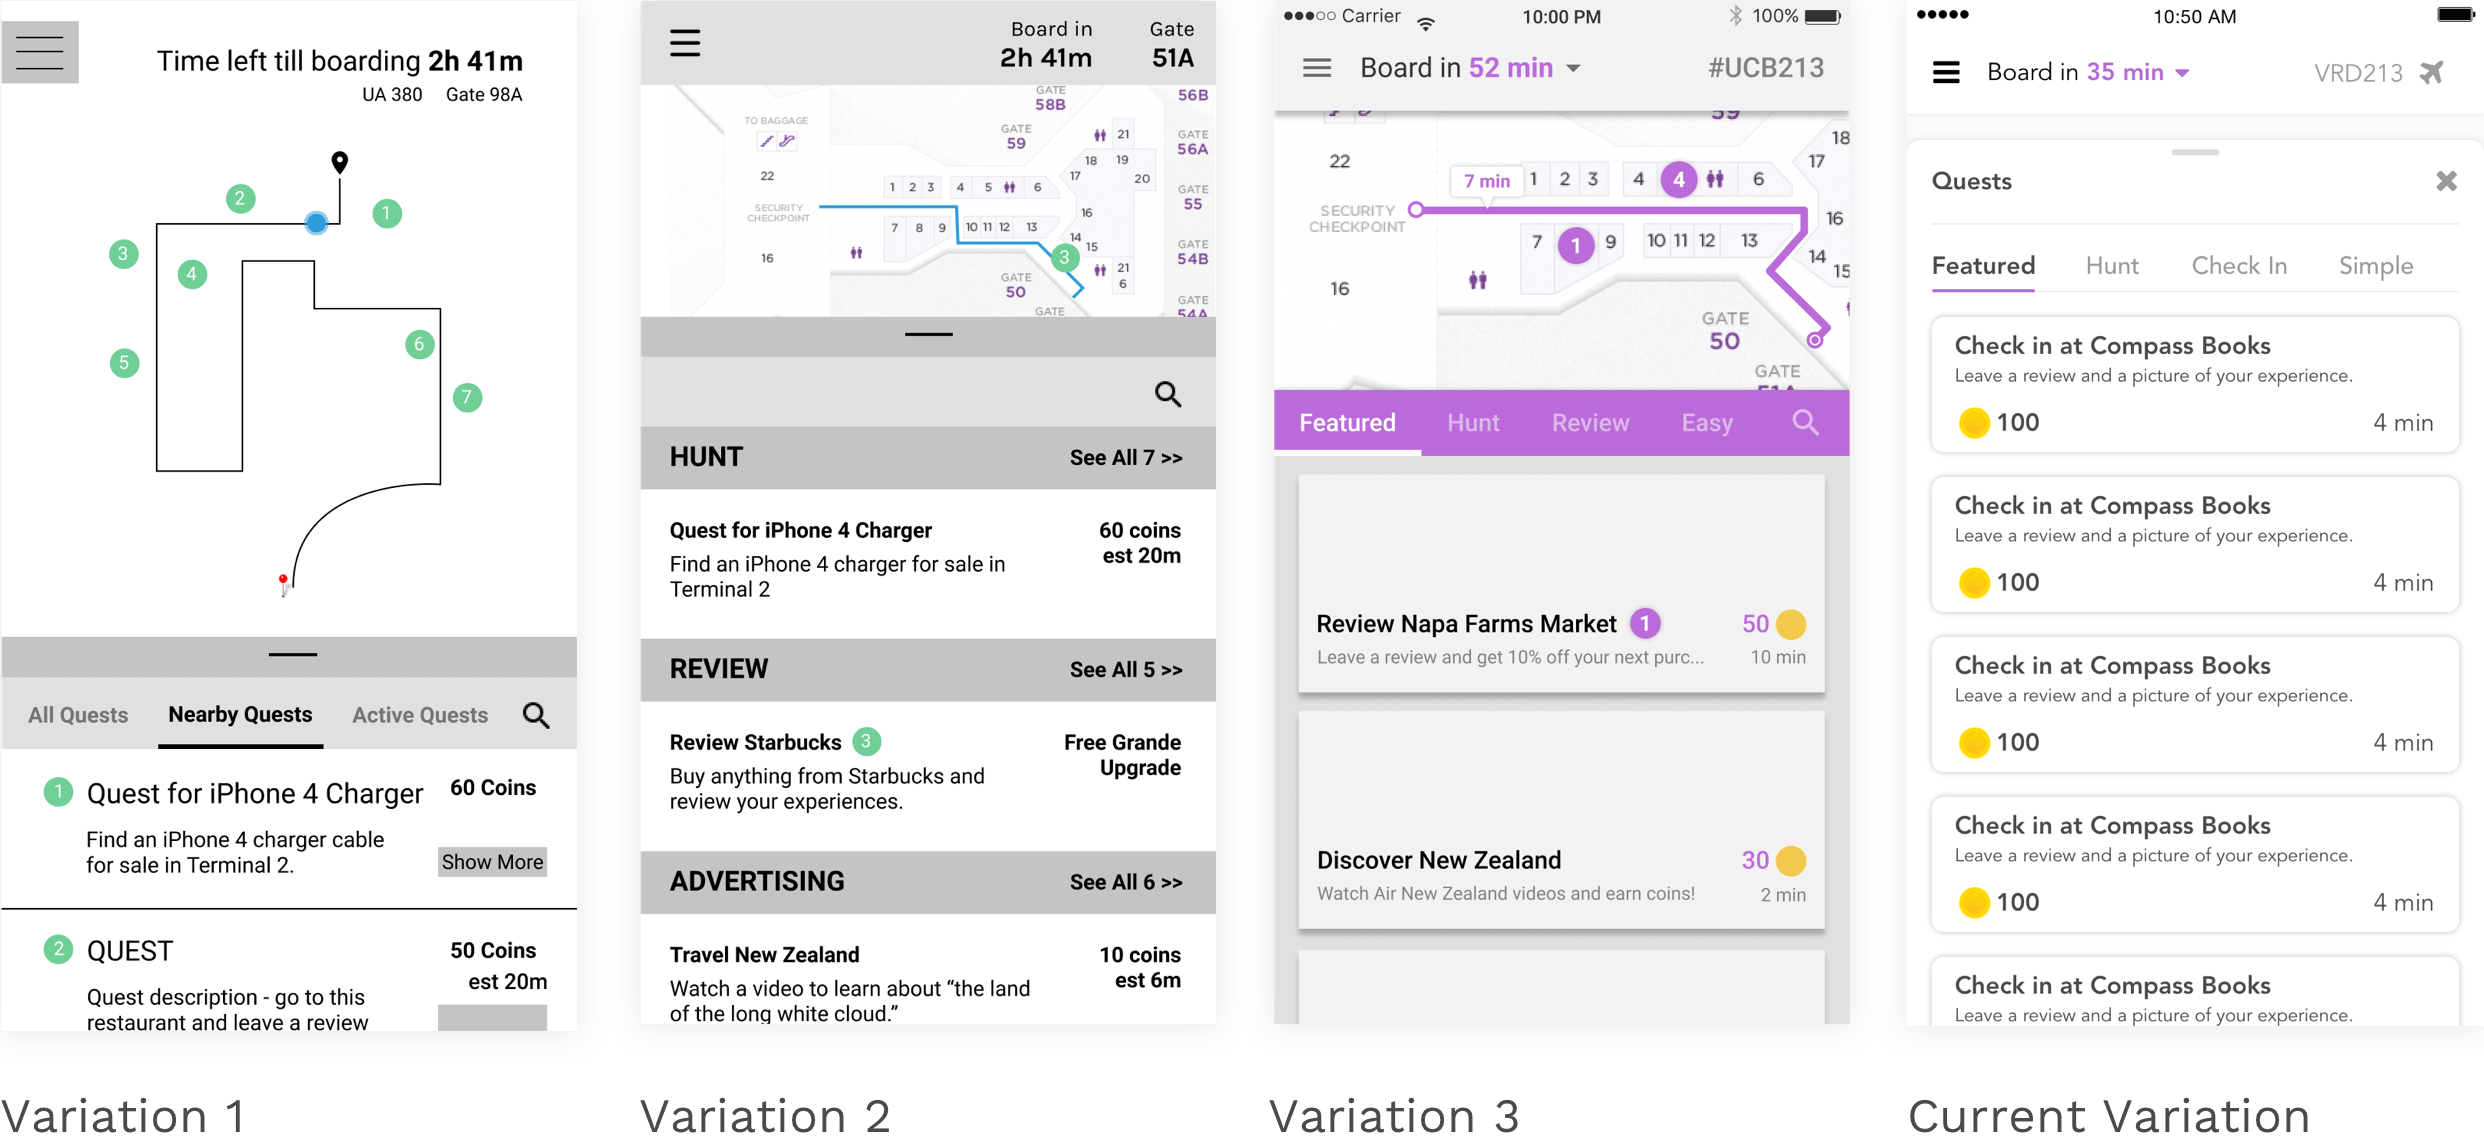 Time left till boarding 2h 41m
UA 380 Gate 98A
1
2
3
4
5
6
7
All Quests Nearby Quests Active Quests
1 Quest for iPhone 4 Charger 60 Coins
Find an iPhone 4 charger cable
for sale in Terminal 2.
Show More
2 QUEST 50 Coins
est 20m
Quest description - go to this
restaurant and leave a review
Variation 1
Board in Gate
2h 41m 51A
GATE
58B
56B
TO BAGGAGE
GATE
59
21
GATE
56A
18 19
22
17
20
1 2 3 4 5 6
GATE
55
SECURITY
CHECKPOINT
16
7 8 9 10 11 12 13
14
15
GATE
54B
16
3
21
6
GATE
50
GATE
54A
GATE
HUNT See All 7 >>
Quest for iPhone 4 Charger 60 coins
est 20m
Find an iPhone 4 charger for sale in
Terminal 2
REVIEW See All 5 >>
Review Starbucks 3 Free Grande
Upgrade
Buy anything from Starbucks and
review your experiences.
ADVERTISING See All 6 >>
Travel New Zealand 10 coins
est 6m
Watch a video to learn about “the land
of the long white cloud.”
Variation 2
Carrier 10:00 PM 100%
Board in 52 min #UCB213
59
18
22
17
7 min
1 2 3 4 4 6
SECURITY
CHECKPOINT
16
7 1 9 10 11 12 13
14
15
16
GATE
50
GATE
51A
Featured Hunt Review Easy
Review Napa Farms Market 1 50
Leave a review and get 10% off your next purc... 10 min
Discover New Zealand 30
Watch Air New Zealand videos and earn coins! 2 min
Variation 3
10:50 AM
Board in 35 min VRD213
Quests
Featured Hunt Check In Simple
Check in at Compass Books
Leave a review and a picture of your experience.
100 4 min
Check in at Compass Books
Leave a review and a picture of your experience.
100 4 min
Check in at Compass Books
Leave a review and a picture of your experience.
100 4 min
Check in at Compass Books
Leave a review and a picture of your experience.
100 4 min
Check in at Compass Books
Leave a review and a picture of your experience.
Current Variation